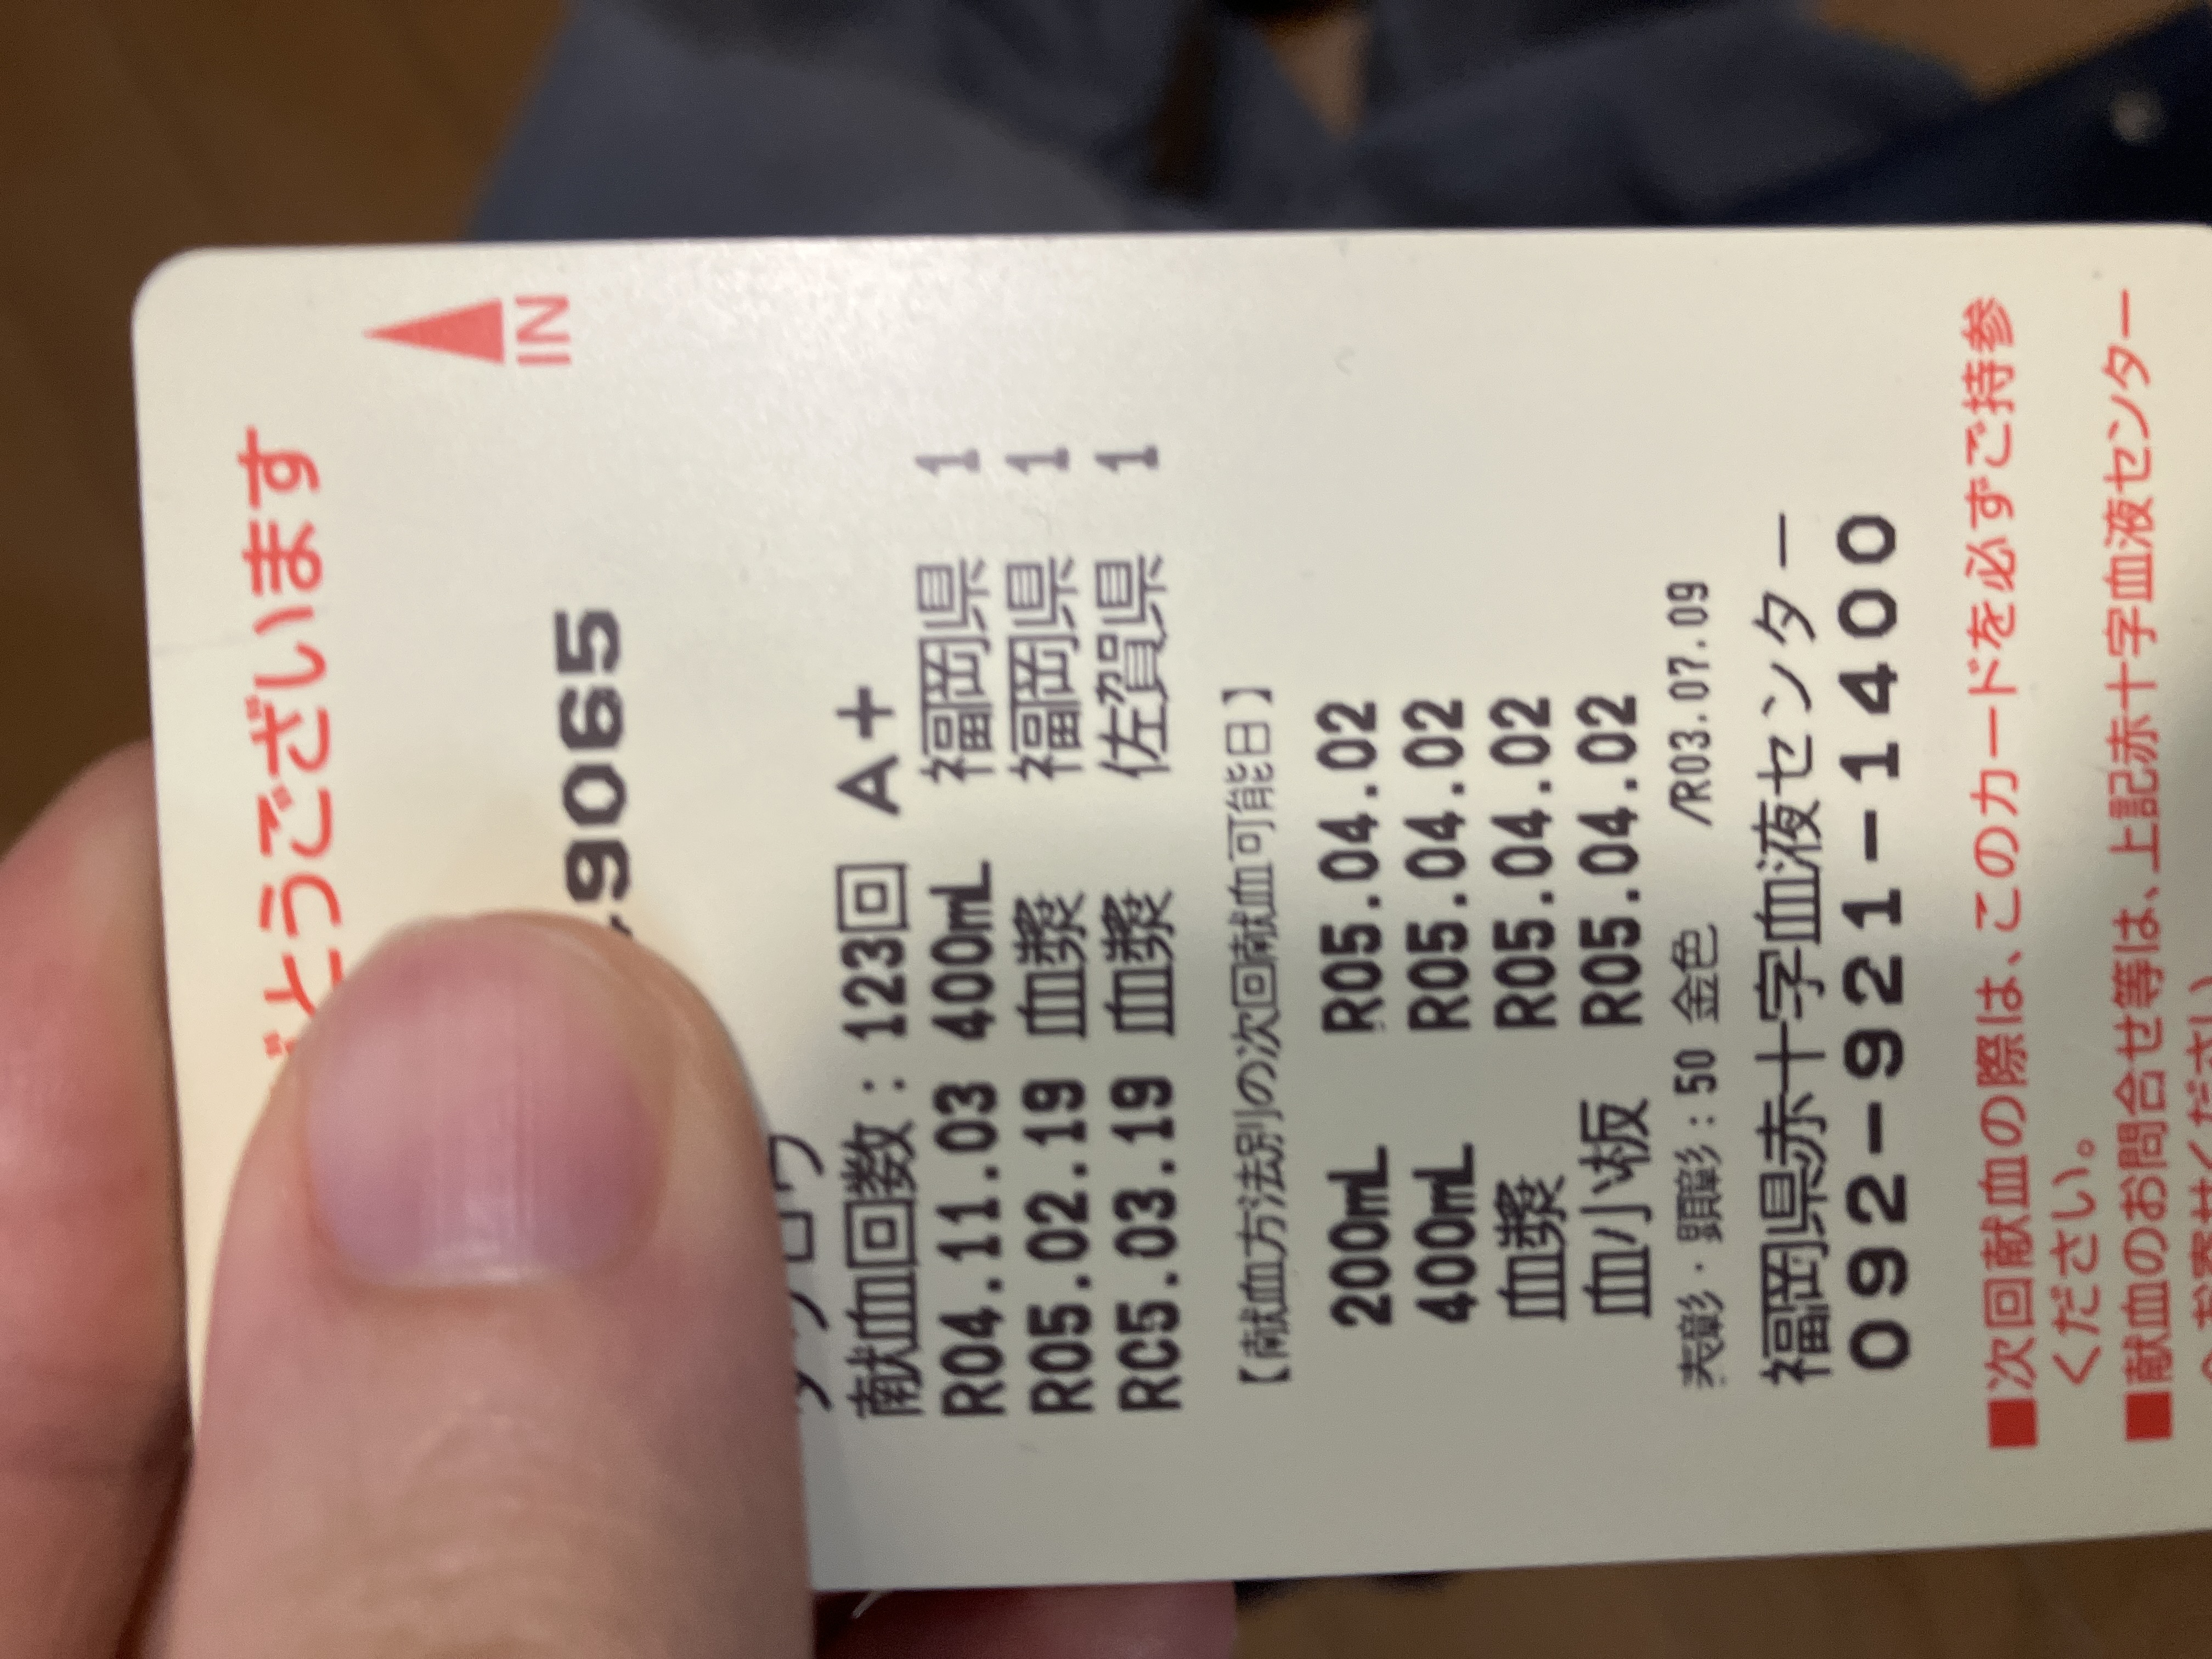 とうございます
IN
9065
献血回数：123回 A+
R04.11.03 400mL 福岡県 1
R05.02.19 血漿 福岡県 1
R05.03.19 血漿 佐賀県 1
【献血方法別の次回献血可能日】
200mL R05.04.02
400mL R05.04.02
血漿 R05.04.02
血小板 R05.04.02
表彰・顕彰：50 金色 /R03.07.09
福岡県赤十字血液センター
092-921-1400
■次回献血の際は、このカードを必ずご持参
ください。
■献血のお問合せ等は、上記赤十字血液センター